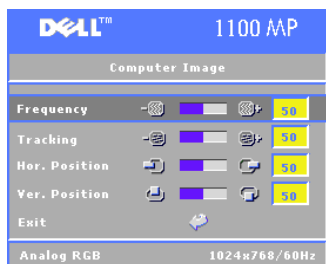 DELL™ 1100 MP
Computer Image
Frequency - + 50
Tracking - + 50
Hor. Position 50
Ver. Position 50
Exit
Analog RGB 1024x768/60Hz